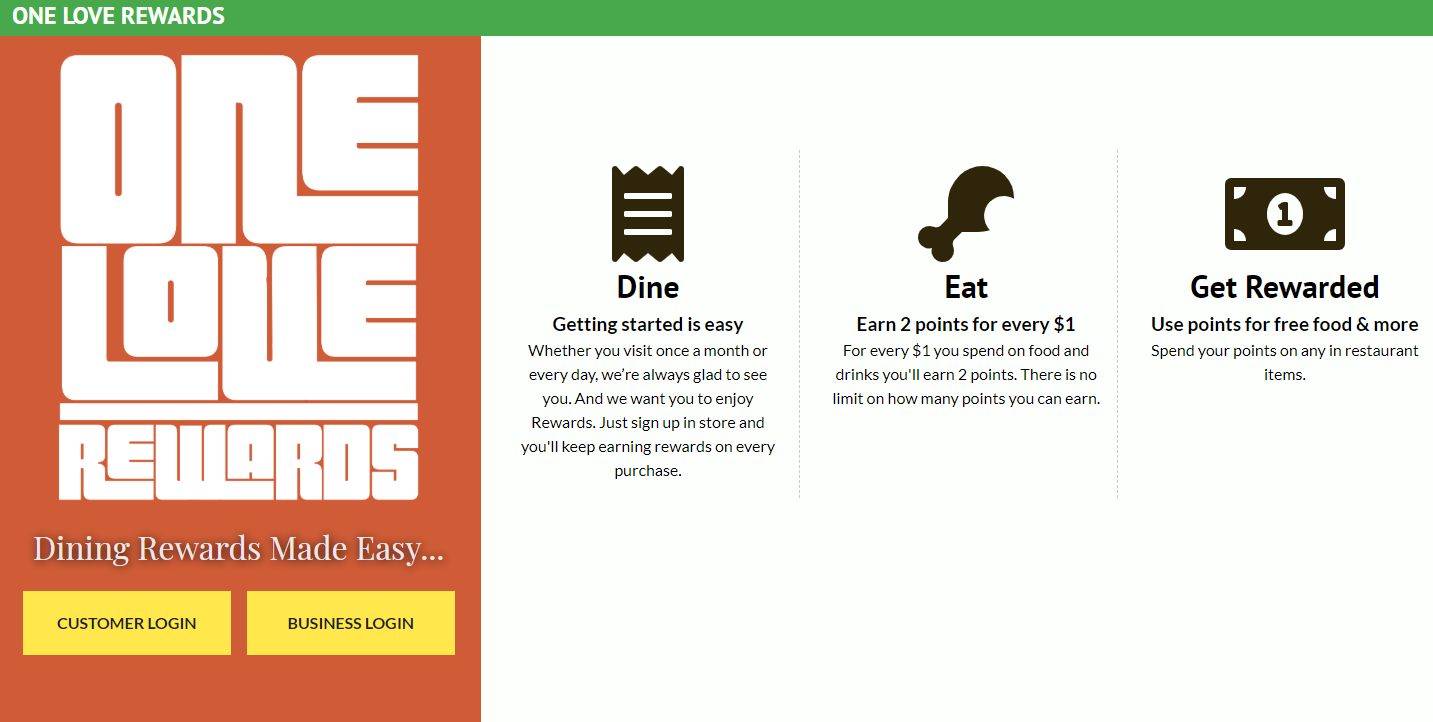 ONE LOVE REWARDS
ONE
LOVE
REWARDS
Dining Rewards Made Easy...
CUSTOMER LOGIN
BUSINESS LOGIN
Dine
Getting started is easy
Whether you visit once a month or
every day, we’re always glad to see
you. And we want you to enjoy
Rewards. Just sign up in store and
you'll keep earning rewards on every
purchase.
Eat
Earn 2 points for every $1
For every $1 you spend on food and
drinks you'll earn 2 points. There is no
limit on how many points you can earn.
1
Get Rewarded
Use points for free food & more
Spend your points on any in restaurant
items.